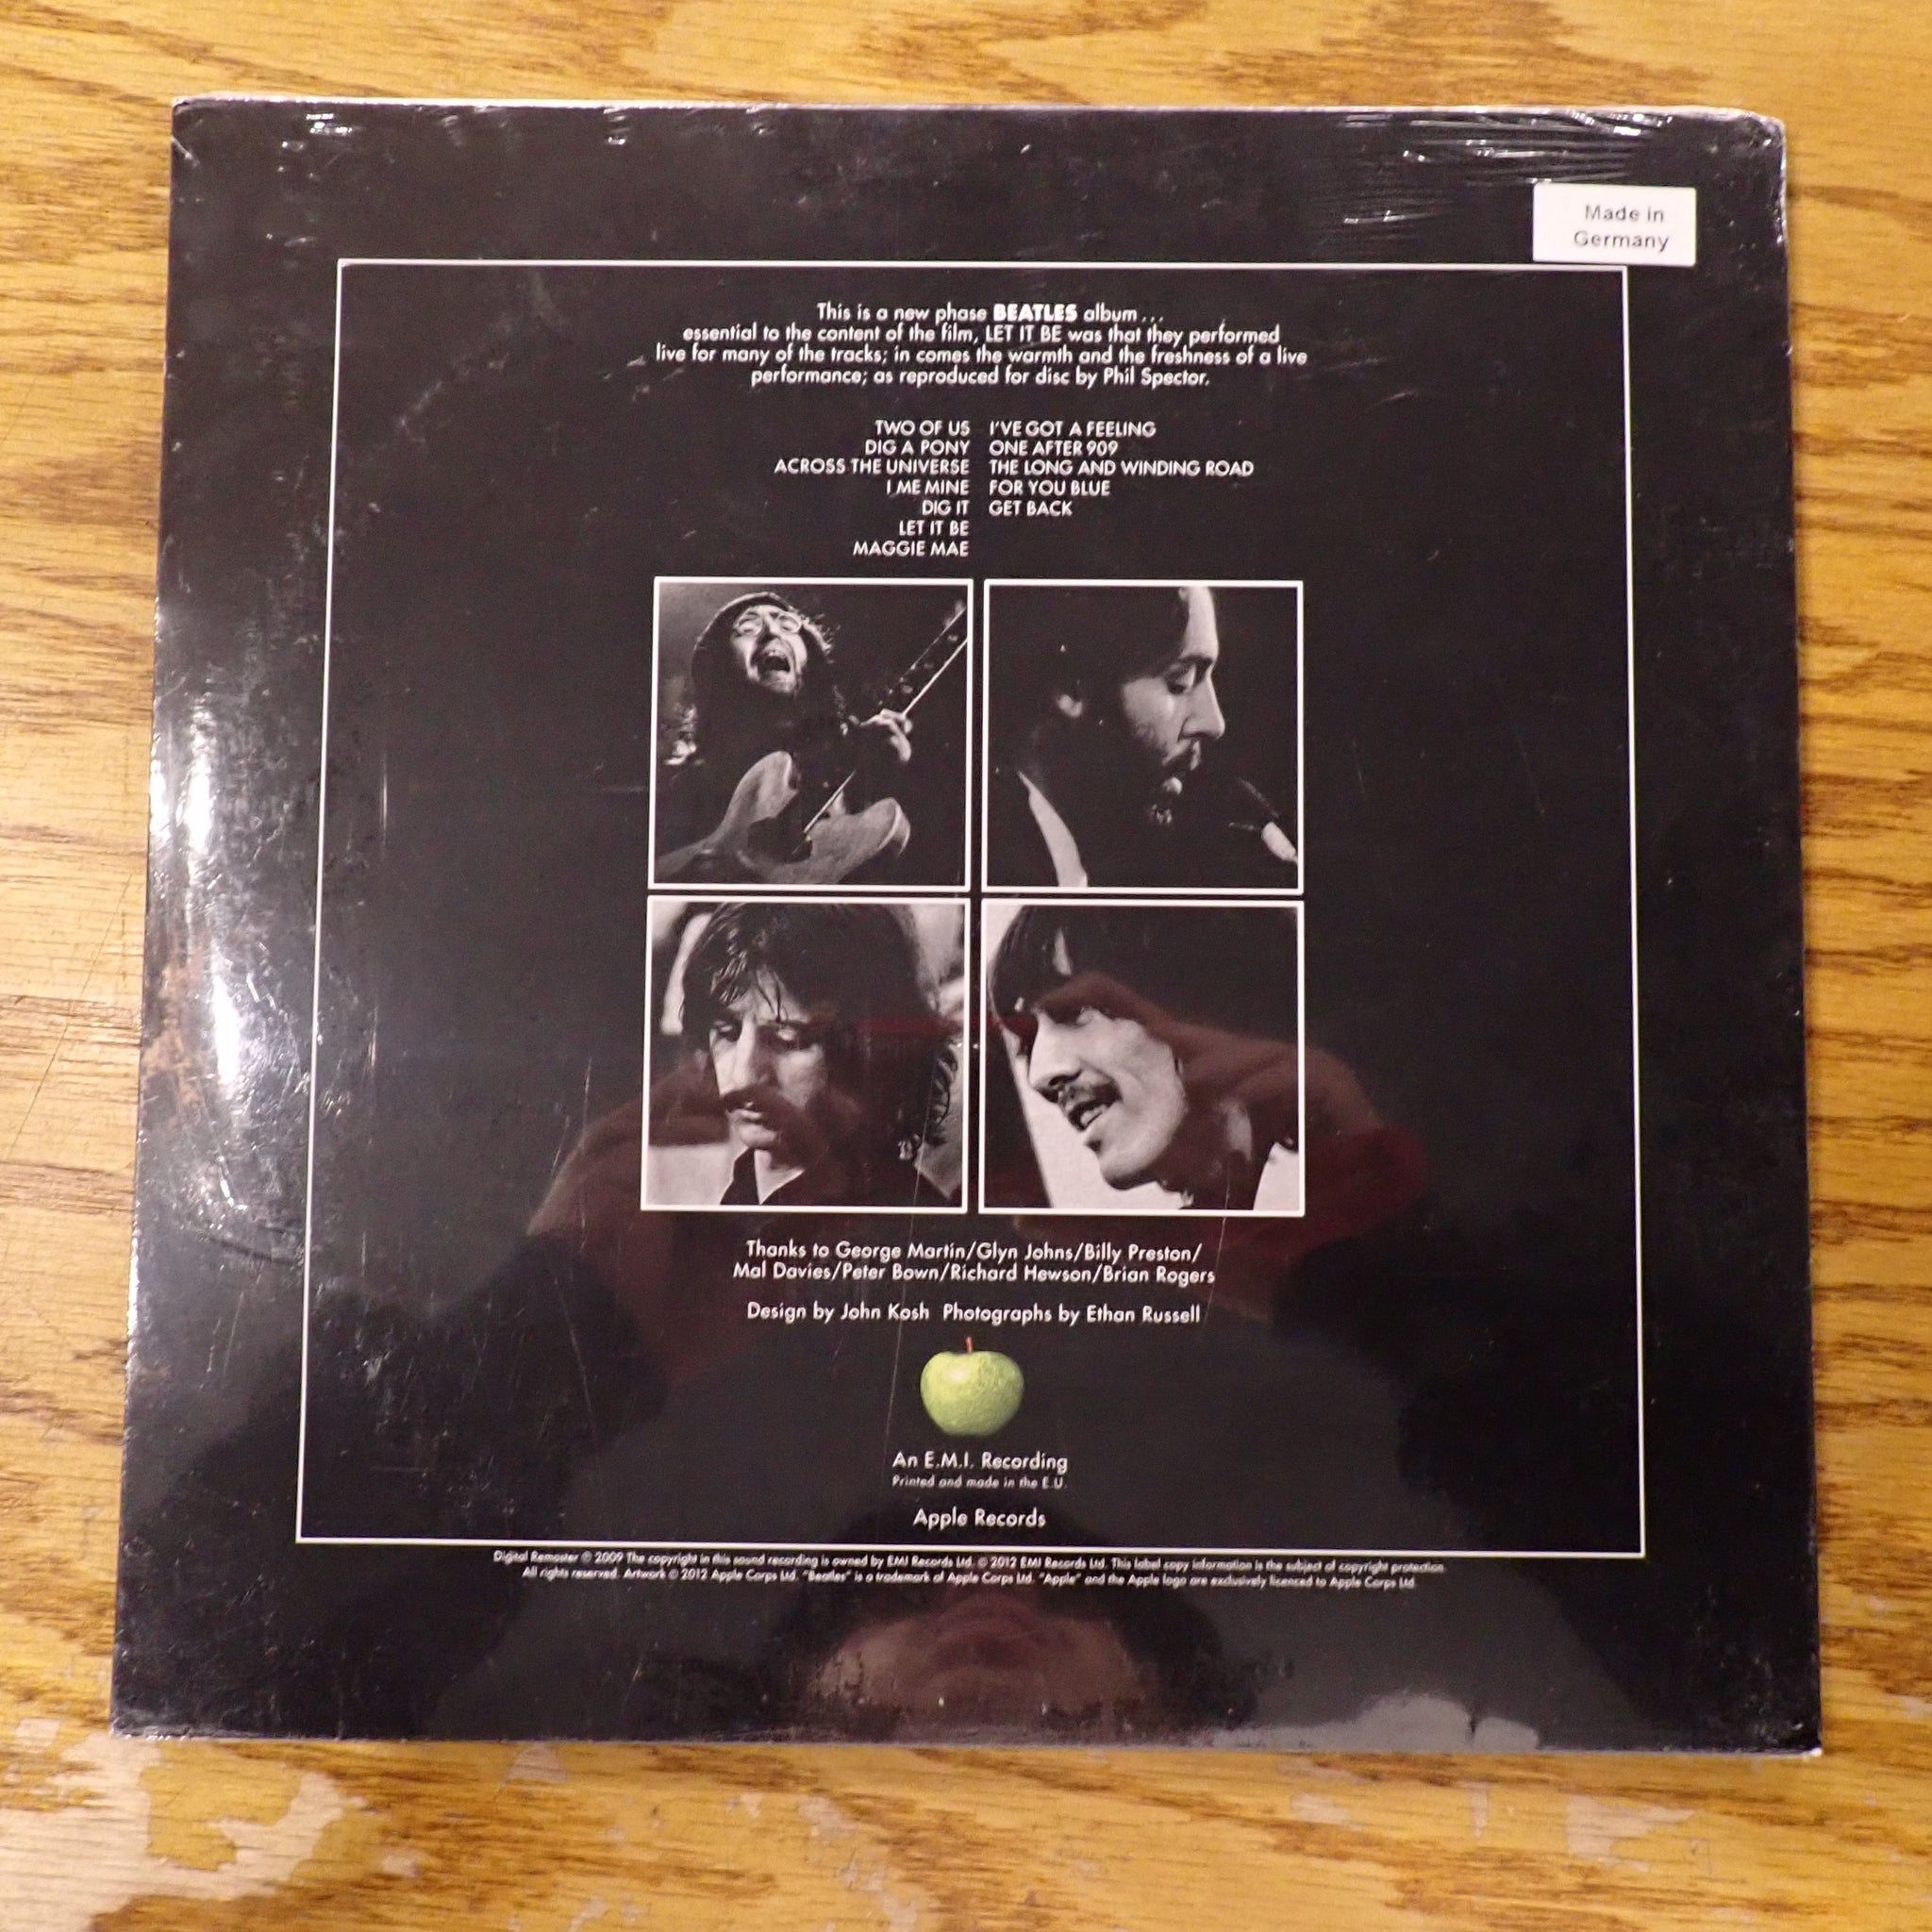 Made in
Germany
This is a new phase BEATLES album...
essential to the content of the film, LET IT BE was that they performed
live for many of the tracks; in comes the warmth and the freshness of a live
performance; as reproduced for disc by Phil Spector.
TWO OF US I'VE GOT A FEELING
DIG A PONY ONE AFTER 909
ACROSS THE UNIVERSE THE LONG AND WINDING ROAD
I ME MINE FOR YOU BLUE
DIG IT GET BACK
LET IT BE
MAGGIE MAE
Thanks to George Martin/Glyn Johns/Billy Preston/
Mal Davies/Peter Bown/Richard Hewson/Brian Rogers
Design by John Kosh Photographs by Ethan Russell
An E.M.I. Recording
Printed and made in the E.U.
Apple Records
Digital Remaster ℗ 2009 The copyright in this sound recording is owned by EMI Records Ltd. © 2012 EMI Records Ltd. This label copy information is the subject of copyright protection.
All rights reserved. Artwork © 2012 Apple Corps Ltd. "Beatles" is a trademark of Apple Corps Ltd. "Apple" and the Apple logo are exclusively licenced to Apple Corps Ltd.